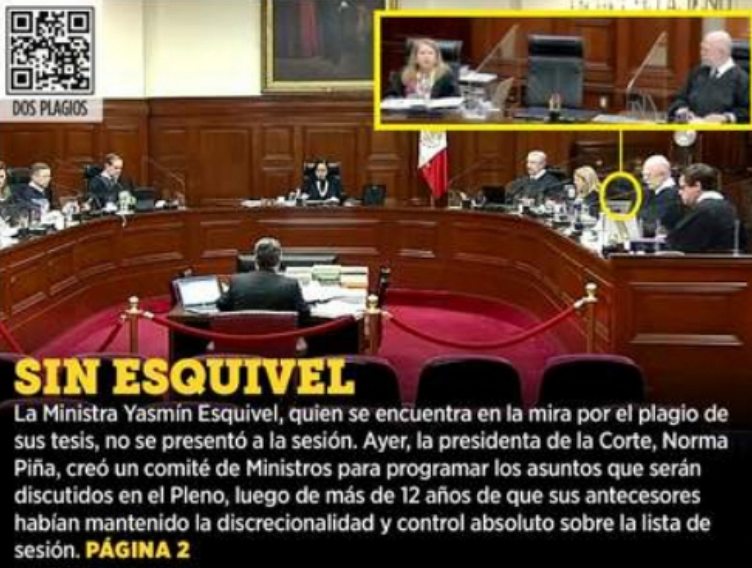 DOS PLAGIOS
SIN ESQUIVEL
La Ministra Yasmín Esquivel, quien se encuentra en la mira por el plagio de
sus tesis, no se presentó a la sesión. Ayer, la presidenta de la Corte, Norma
Piña, creó un comité de Ministros para programar los asuntos que serán
discutidos en el Pleno, luego de más de 12 años de que sus antecesores
habían mantenido la discrecionalidad y control absoluto sobre la lista de
sesión. PÁGINA 2